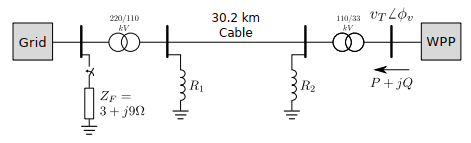 220/110
kV
30.2 km
Cable
110/33
kV
v_T∠ϕ_v
Grid
WPP
R_1
R_2
P + jQ
Z_F =
3 + j9Ω